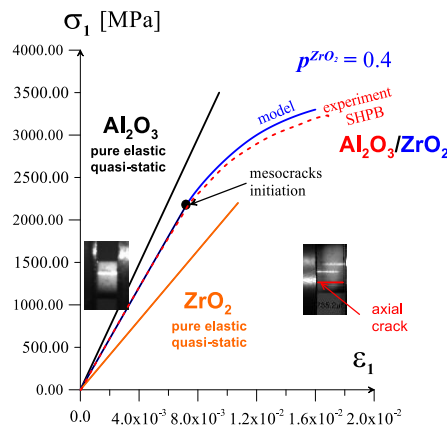 σ₁ [MPa]
4000.00
3500.00
3000.00
2500.00
2000.00
1500.00
1000.00
500.00
0.00
p^ZrO₂ = 0.4
model
experiment
SHPB
Al₂O₃
pure elastic
quasi-static
Al₂O₃/ZrO₂
mesocracks
initiation
ZrO₂
pure elastic
quasi-static
axial
crack
ε₁
0.00 4.0x10⁻³ 8.0x10⁻³ 1.2x10⁻² 1.6x10⁻² 2.0x10⁻²